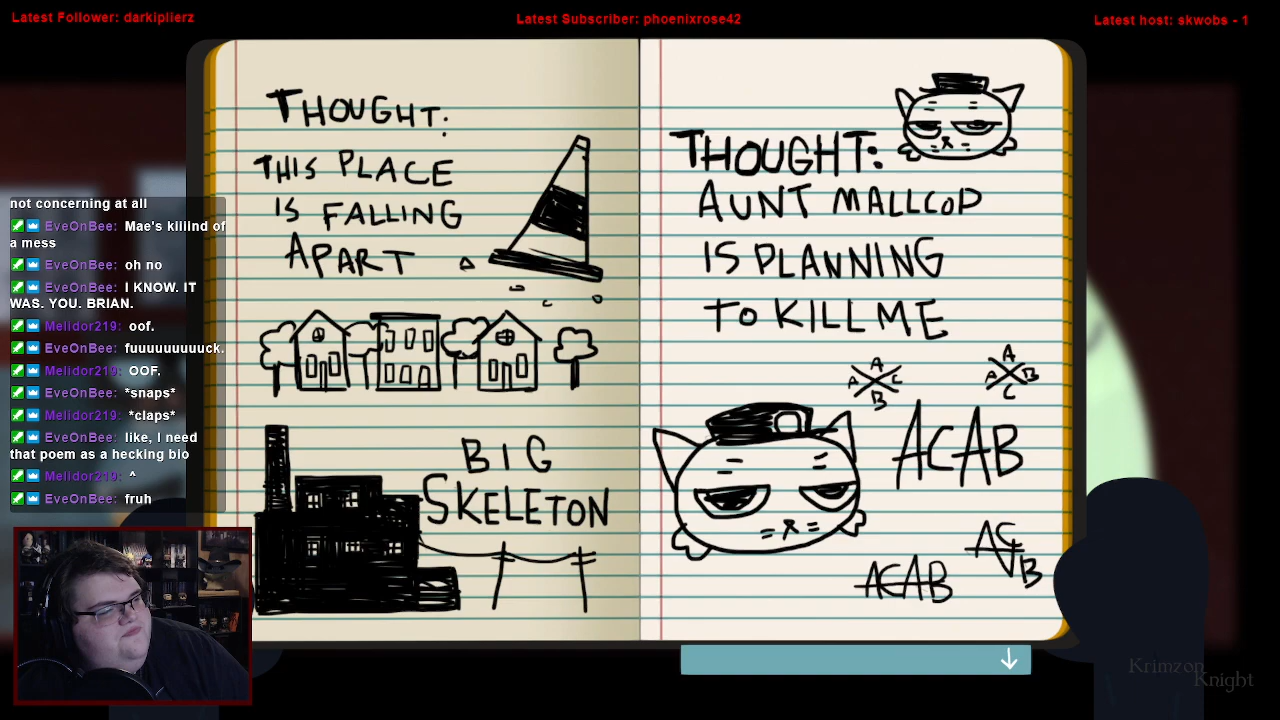 Latest Follower: darkiplierz
Latest Subscriber: phoenixrose42
Latest host: skwobs - 1
not concerning at all
EveOnBee: Mae's killind of
a mess
EveOnBee: oh no
EveOnBee: I KNOW. IT
WAS. YOU. BRIAN.
Melidor219: oof.
EveOnBee: fuuuuuuuuuck.
Melidor219: OOF.
EveOnBee: *snaps*
Melidor219: *claps*
EveOnBee: like, I need
that poem as a hecking bio
Melidor219: ^
EveOnBee: fruh
THOUGHT:
THIS PLACE
IS FALLING
APART
BIG
SKELETON
THOUGHT:
AUNT MALLCOP
IS PLANNING
TO KILL ME
A
A C
B
A
A B
C
ACAB
ACAB
ACAB
Krimzon
Knight